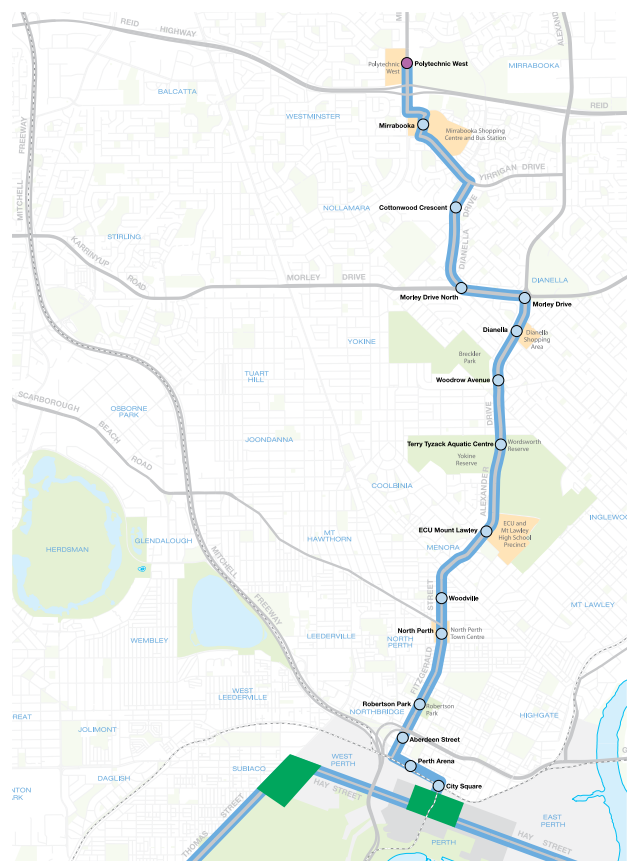 MI
REID
HIGHWAY
ALEXAN
Polytechnic
West
Polytechnic West
MIRRABOOKA
BALCATTA
REID
WESTMINSTER
MITCHELL
FREEWAY
Mirrabooka
Mirrabooka Shopping
Centre and Bus Station
YIRRIGAN DRIVE
NOLLAMARA
Cottonwood Crescent
DIANELLA
DRIVE
STIRLING
KARRINYUP
ROAD
MORLEY
DRIVE
DIANELLA
Morley Drive North
Morley Drive
Dianella
Dianella
Shopping
Area
YOKINE
Breckler
Park
TUART
HILL
Woodrow Avenue
SCARBOROUGH
BEACH
ROAD
OSBORNE
PARK
DRIVE
ALEXANDER
JOONDANNA
Terry Tyzack Aquatic Centre
Wordsworth
Reserve
Yokine
Reserve
COOLBINIA
INGLEWO
ECU Mount Lawley
ECU and
Mt Lawley
High School
Precinct
MT
HAWTHORN
GLENDALOUGH
HERDSMAN
MENORA
MITCHELL
FREEWAY
STREET
FITZGERALD
Woodville
MT LAWLEY
WEMBLEY
LEEDERVILLE
NORTH
PERTH
North Perth
North Perth
Town Centre
WEST
LEEDERVILLE
Robertson Park
Robertson
Park
NORTHBRIDGE
HIGHGATE
REAT
JOLIMONT
Aberdeen Street
WEST
PERTH
Perth Arena
SUBIACO
DAGLISH
City Square
HAY STREET
NTON
ARK
THOMAS
STREET
PERTH
EAST
PERTH
HAY STREET